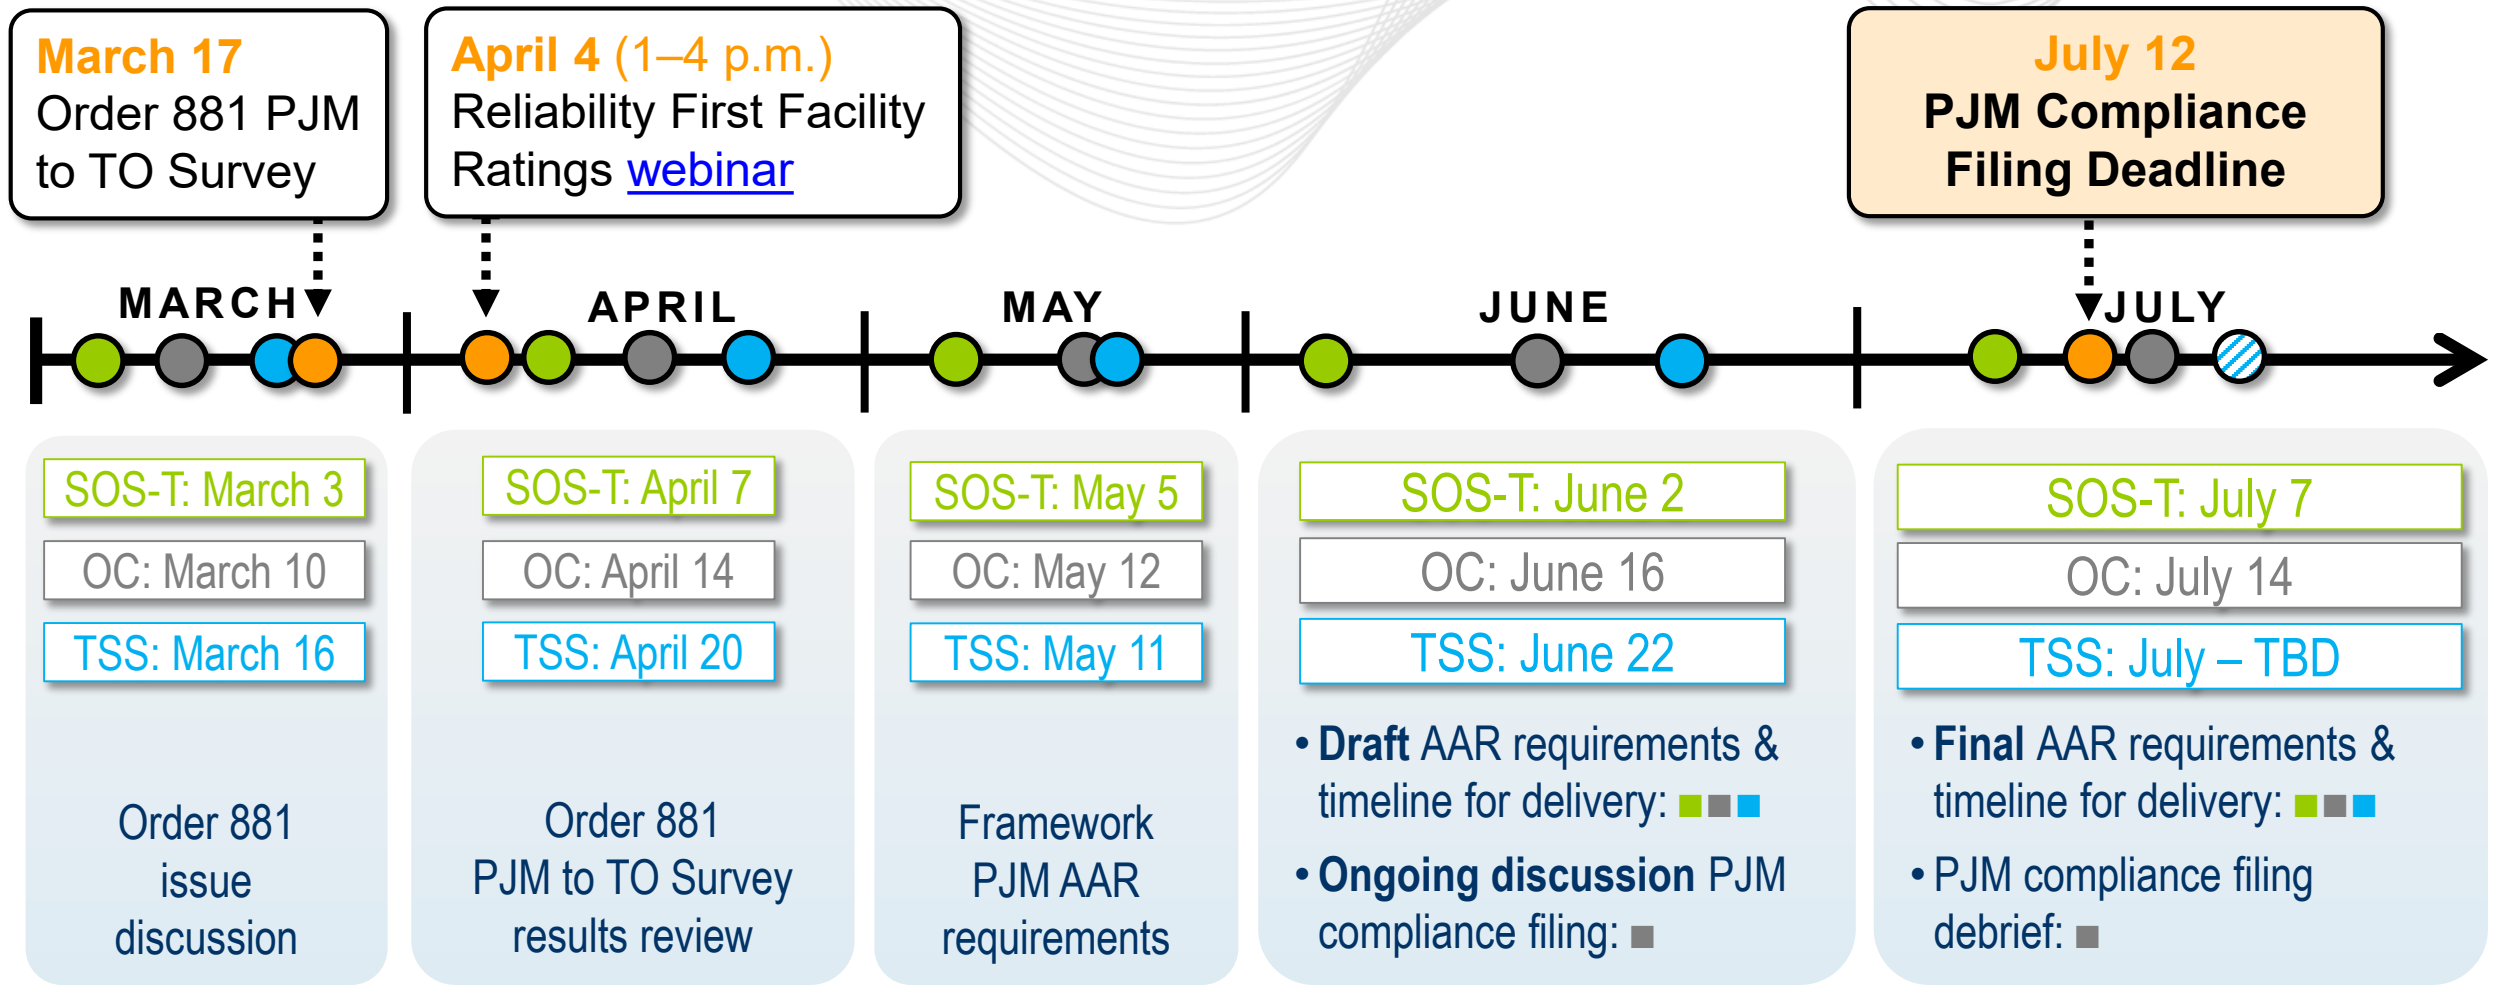 March 17
Order 881 PJM
to TO Survey
April 4 (1–4 p.m.)
Reliability First Facility
Ratings webinar
July 12
PJM Compliance
Filing Deadline
MARCH
APRIL
MAY
JUNE
JULY
SOS-T: March 3
OC: March 10
TSS: March 16
Order 881
issue
discussion
SOS-T: April 7
OC: April 14
TSS: April 20
Order 881
PJM to TO Survey
results review
SOS-T: May 5
OC: May 12
TSS: May 11
Framework
PJM AAR
requirements
SOS-T: June 2
OC: June 16
TSS: June 22
• Draft AAR requirements &
timeline for delivery:
• Ongoing discussion PJM
compliance filing:
SOS-T: July 7
OC: July 14
TSS: July – TBD
• Final AAR requirements &
timeline for delivery:
• PJM compliance filing
debrief: